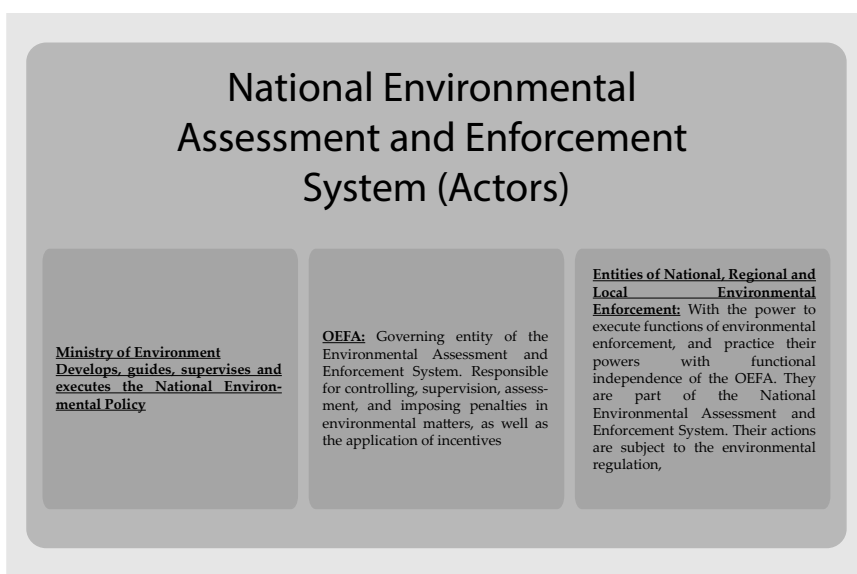 National Environmental
Assessment and Enforcement
System (Actors)
Ministry of Environment
Develops, guides, supervises and
executes the National Environ-
mental Policy
OEFA: Governing entity of the
Environmental Assessment and
Enforcement System. Responsible
for controlling, supervision, assess-
ment, and imposing penalties in
environmental matters, as well as
the application of incentives
Entities of National, Regional and
Local Environmental
Enforcement: With the power to
execute functions of environmental
enforcement, and practice their
powers with functional
independence of the OEFA. They
are part of the National
Environmental Assessment and
Enforcement System. Their actions
are subject to the environmental
regulation,